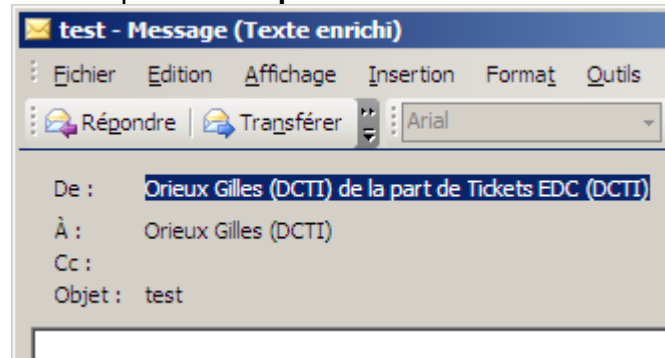 test - Message (Texte enrichi)
Fichier Edition Affichage Insertion Format Outils
Répondre Transférer Arial
De : Orieux Gilles (DCTI) de la part de Tickets EDC (DCTI)
À : Orieux Gilles (DCTI)
Cc :
Objet : test